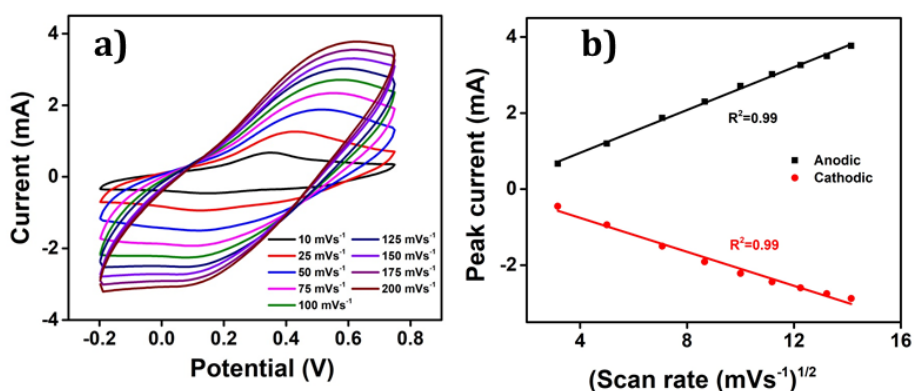 a)
Current (mA)
4
2
0
-2
-4
10 mVs⁻¹
25 mVs⁻¹
50 mVs⁻¹
75 mVs⁻¹
100 mVs⁻¹
125 mVs⁻¹
150 mVs⁻¹
175 mVs⁻¹
200 mVs⁻¹
-0.2 0.0 0.2 0.4 0.6 0.8
Potential (V)
b)
Peak current (mA)
4
2
0
-2
R²=0.99
Anodic
Cathodic
R²=0.99
4 8 12 16
(Scan rate (mVs⁻¹)¹/²